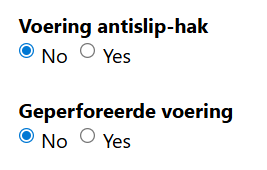 Voering antislip-hak
No Yes
Geperforeerde voering
No Yes